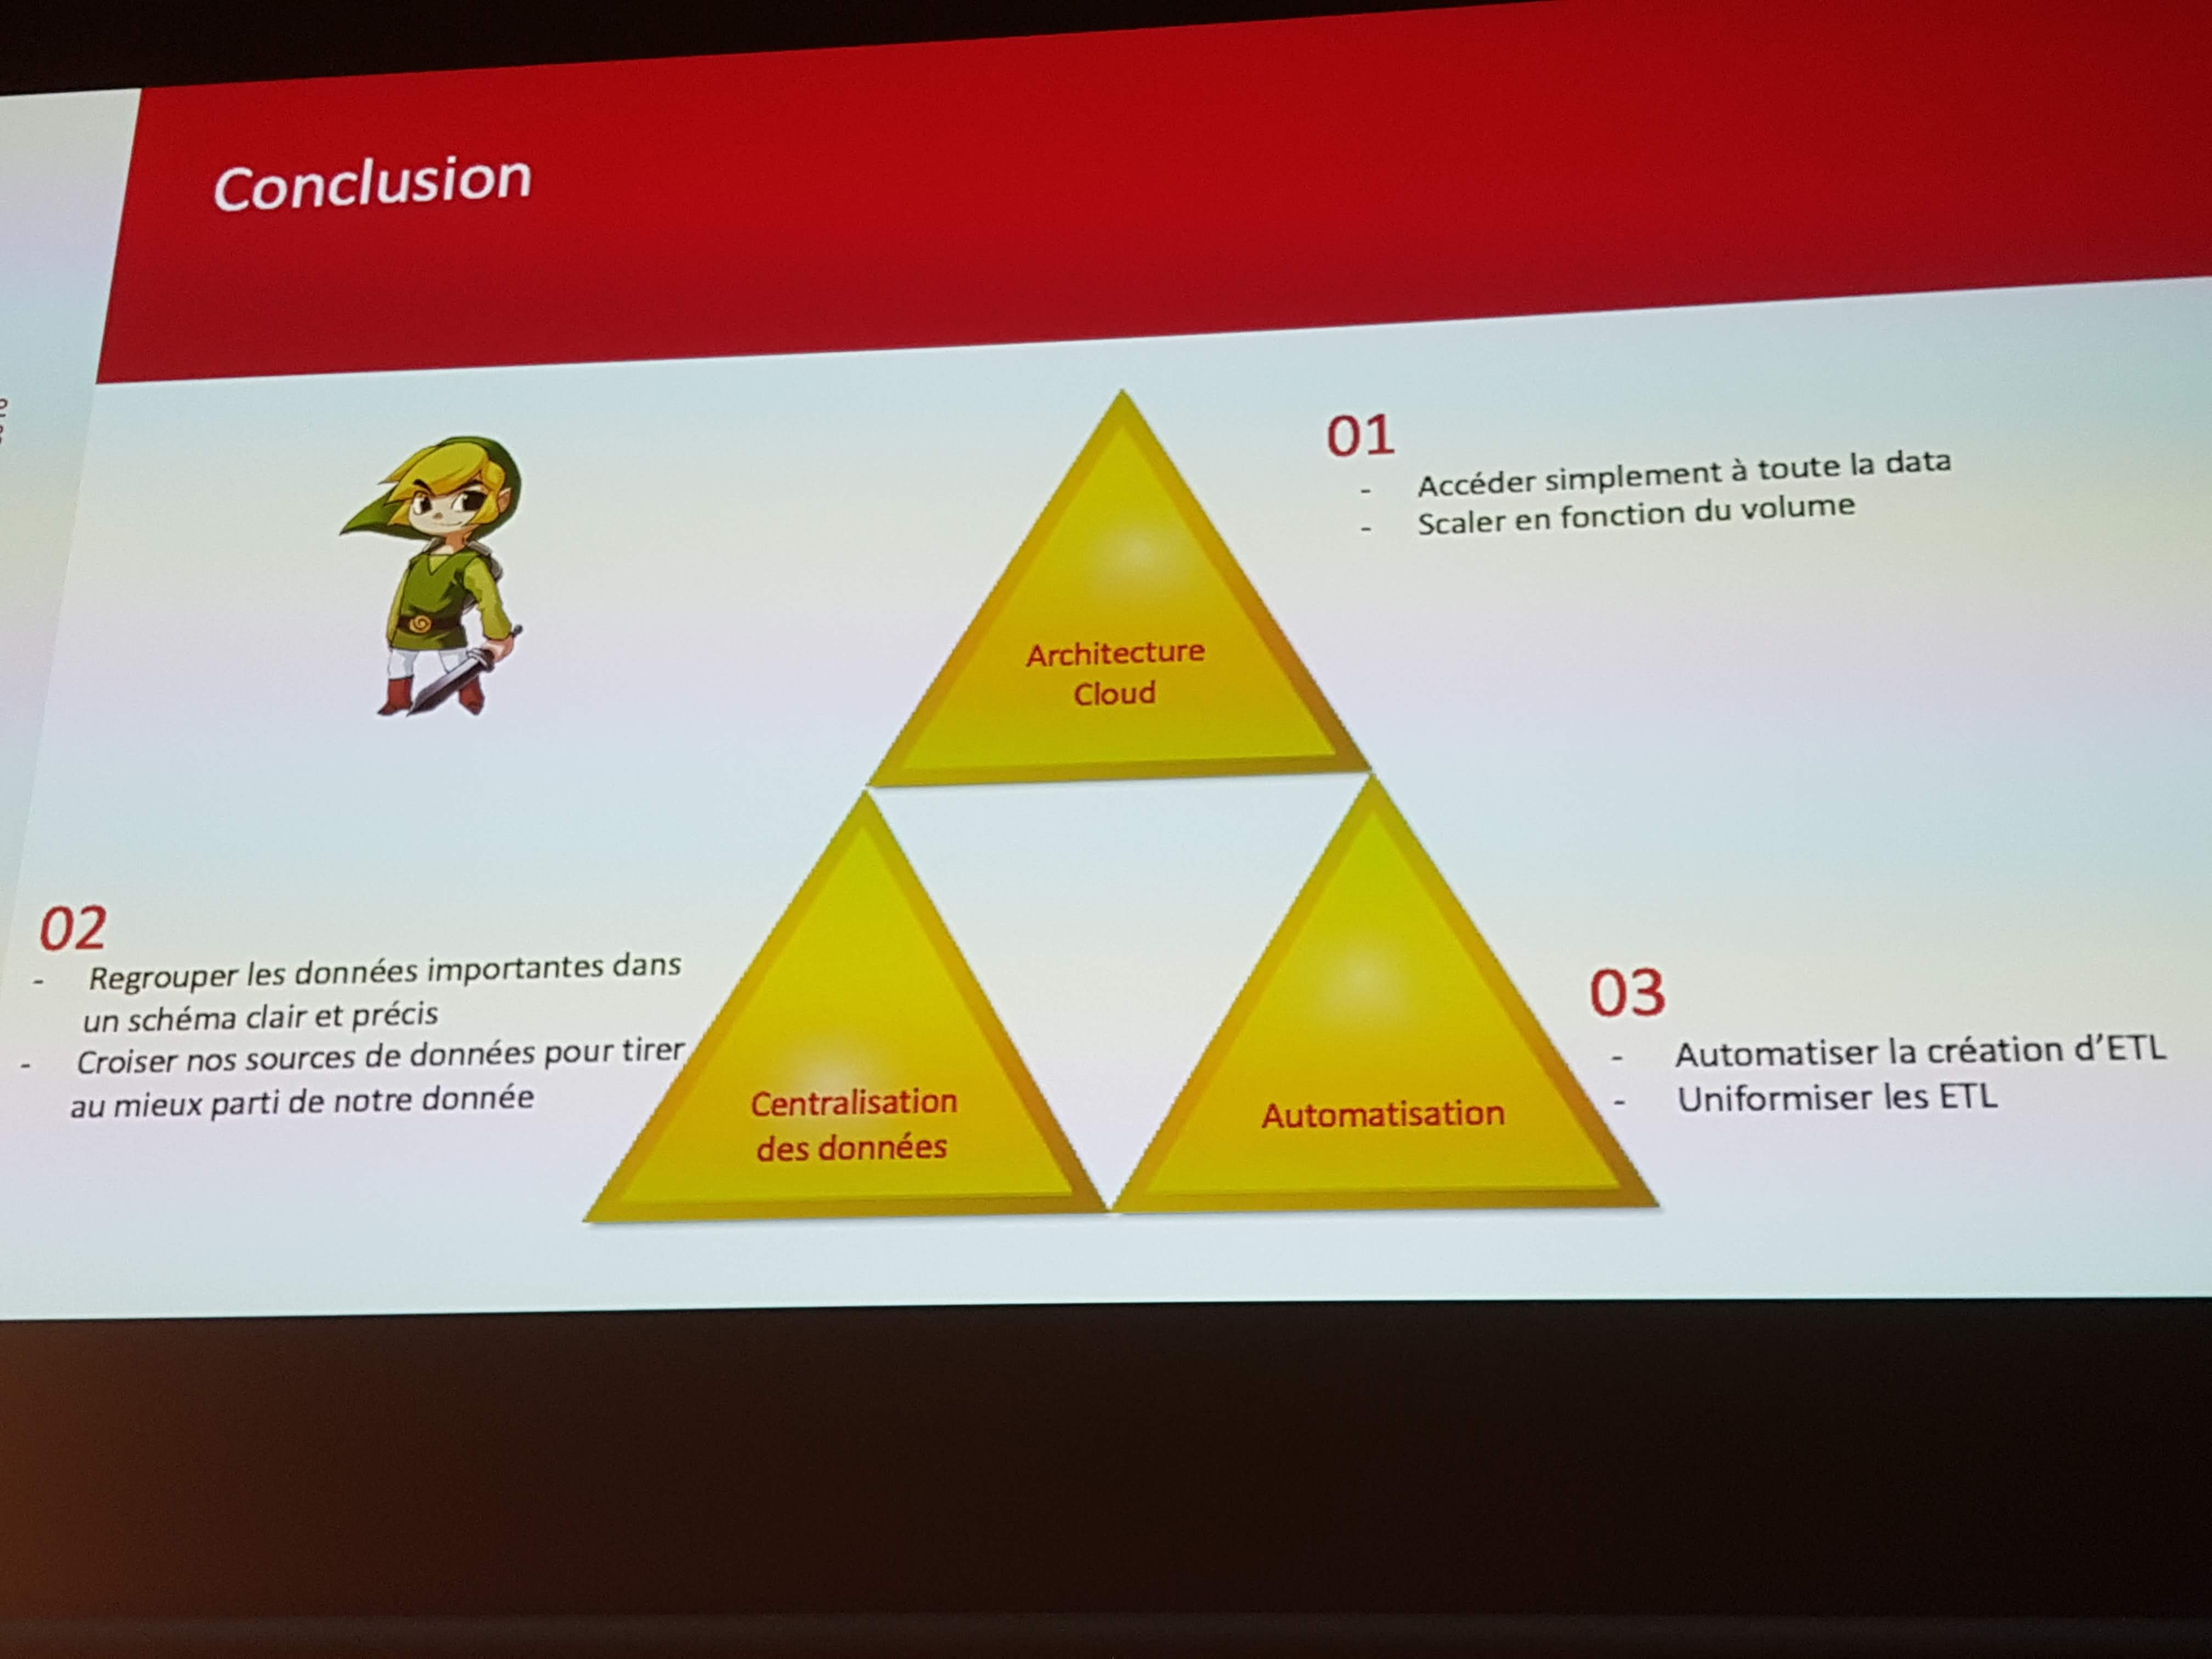 Conclusion
01
- Accéder simplement à toute la data
- Scaler en fonction du volume
Architecture
Cloud
02
- Regrouper les données importantes dans
un schéma clair et précis
- Croiser nos sources de données pour tirer
au mieux parti de notre donnée
Centralisation
des données
Automatisation
03
- Automatiser la création d'ETL
- Uniformiser les ETL